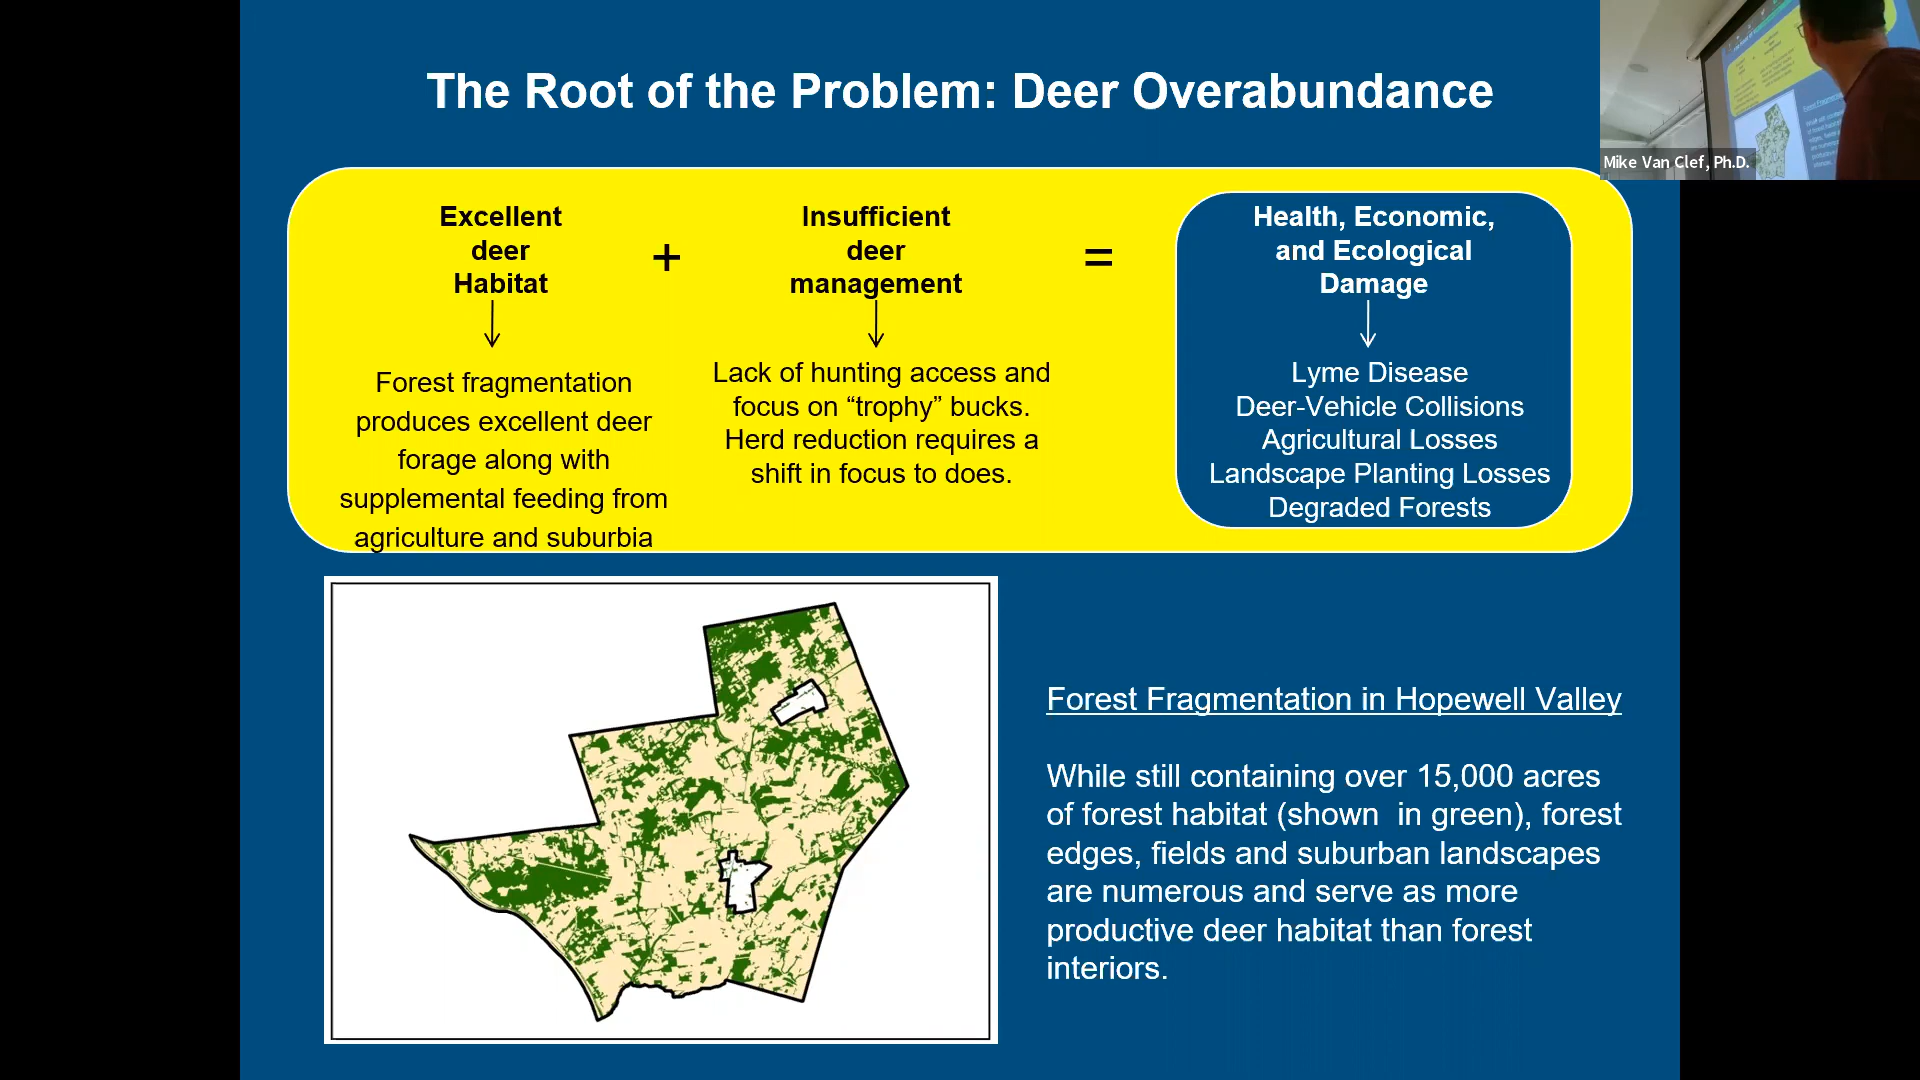 The Root of the Problem: Deer Overabundance
Mike Van Clef, Ph.D.
Excellent
deer
Habitat
+
Insufficient
deer
management
=
Health, Economic,
and Ecological
Damage
Forest fragmentation
produces excellent deer
forage along with
supplemental feeding from
agriculture and suburbia
Lack of hunting access and
focus on “trophy” bucks.
Herd reduction requires a
shift in focus to does.
Lyme Disease
Deer-Vehicle Collisions
Agricultural Losses
Landscape Planting Losses
Degraded Forests
Forest Fragmentation in Hopewell Valley
While still containing over 15,000 acres
of forest habitat (shown  in green), forest
edges, fields and suburban landscapes
are numerous and serve as more
productive deer habitat than forest
interiors.